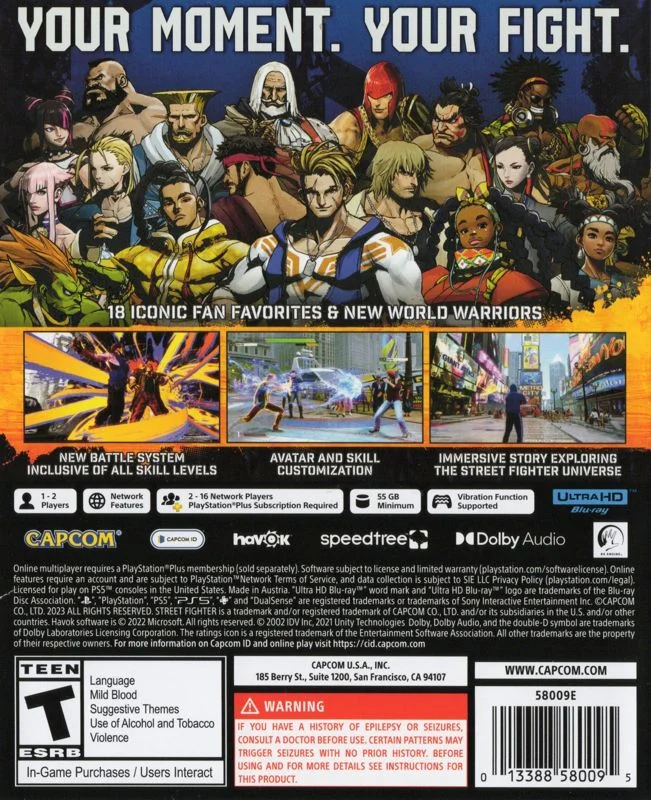 YOUR MOMENT. YOUR FIGHT.
18 ICONIC FAN FAVORITES & NEW WORLD WARRIORS
METRO
CITY
NEW BATTLE SYSTEM
INCLUSIVE OF ALL SKILL LEVELS
AVATAR AND SKILL
CUSTOMIZATION
IMMERSIVE STORY EXPLORING
THE STREET FIGHTER UNIVERSE
1 - 2
Players
Network
Features
2 - 16 Network Players
PlayStation®Plus Subscription Required
55 GB
Minimum
Vibration Function
Supported
ULTRA HD
Blu-ray™
CAPCOM®
CAPCOM ID
havok
speedtree
Dolby Audio
RE ENGINE
Online multiplayer requires a PlayStation®Plus membership (sold separately). Software subject to license and limited warranty (playstation.com/softwarelicense). Online
features require an account and are subject to PlayStation™Network Terms of Service, and data collection is subject to SIE LLC Privacy Policy (playstation.com/legal).
Licensed for play on PS5™ consoles in the United States. Made in Austria. "Ultra HD Blu-ray™" word mark and "Ultra HD Blu-ray™" logo are trademarks of the Blu-ray
Disc Association. "PlayStation", "PS5", "PS5" and "DualSense" are registered trademarks or trademarks of Sony Interactive Entertainment Inc. ©CAPCOM
CO., LTD. 2023 ALL RIGHTS RESERVED. STREET FIGHTER is a trademark and/or registered trademark of CAPCOM CO., LTD. and/or its subsidiaries in the U.S. and/or other
countries. Havok software is © 2022 Microsoft. All rights reserved. © 2002 IDV Inc, 2021 Unity Technologies Dolby, Dolby Audio, and the double-D symbol are trademarks
of Dolby Laboratories Licensing Corporation. The ratings icon is a registered trademark of the Entertainment Software Association. All other trademarks are the property
of their respective owners. For more information on Capcom ID and online play visit https://cid.capcom.com
TEEN
T
ESRB
Language
Mild Blood
Suggestive Themes
Use of Alcohol and Tobacco
Violence
In-Game Purchases / Users Interact
CAPCOM U.S.A., INC.
185 Berry St., Suite 1200, San Francisco, CA 94107
WARNING
IF YOU HAVE A HISTORY OF EPILEPSY OR SEIZURES,
CONSULT A DOCTOR BEFORE USE. CERTAIN PATTERNS MAY
TRIGGER SEIZURES WITH NO PRIOR HISTORY. BEFORE
USING AND FOR MORE DETAILS SEE INSTRUCTIONS FOR
THIS PRODUCT.
WWW.CAPCOM.COM
58009E
0 13388 58009 5